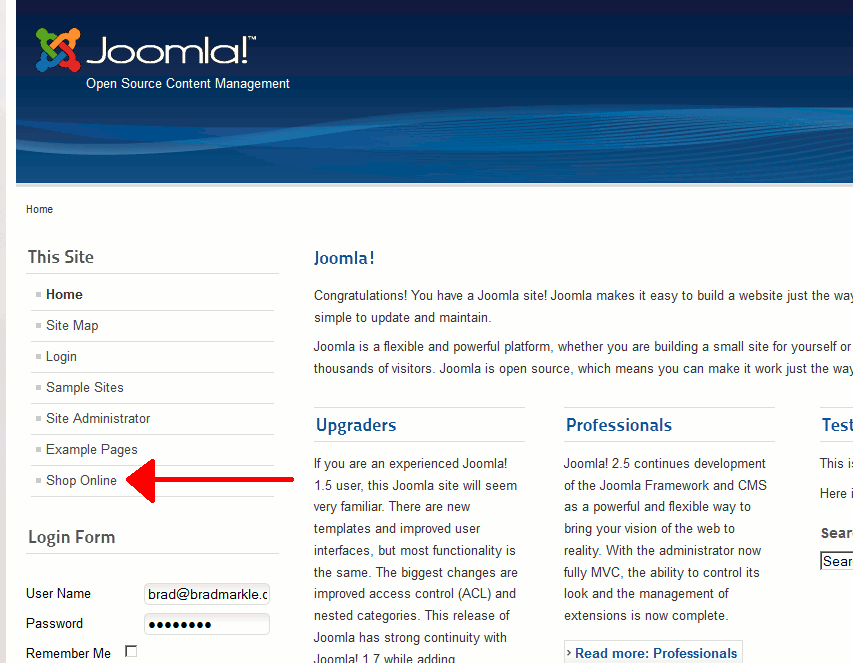 Joomla!™
Open Source Content Management
Home
This Site
Home
Site Map
Login
Sample Sites
Site Administrator
Example Pages
Shop Online
Login Form
User Name
brad@bradmarkle.c
Password
Remember Me
Joomla!
Congratulations! You have a Joomla site! Joomla makes it easy to build a website just the way
simple to update and maintain.
Joomla is a flexible and powerful platform, whether you are building a small site for yourself or
thousands of visitors. Joomla is open source, which means you can make it work just the way
Upgraders
If you are an experienced Joomla!
1.5 user, this Joomla site will seem
very familiar. There are new
templates and improved user
interfaces, but most functionality is
the same. The biggest changes are
improved access control (ACL) and
nested categories. This release of
Joomla has strong continuity with
Joomla! 1.7 while adding
Professionals
Joomla! 2.5 continues development
of the Joomla Framework and CMS
as a powerful and flexible way to
bring your vision of the web to
reality. With the administrator now
fully MVC, the ability to control its
look and the management of
extensions is now complete.
Read more: Professionals
Test
This is
Here i
Sear
Sear